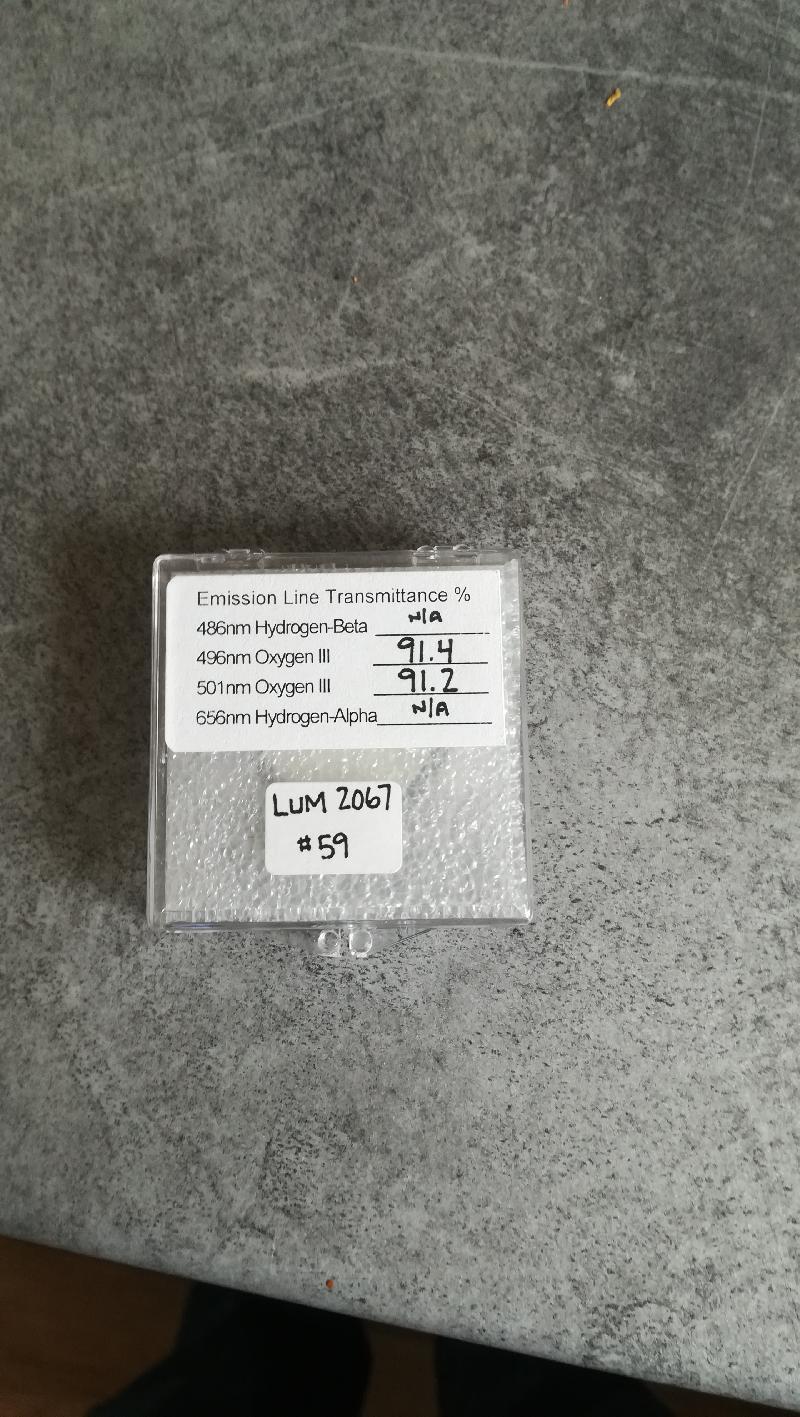 Emission Line Transmittance %
486nm Hydrogen-Beta N/A
496nm Oxygen III 91.4
501nm Oxygen III 91.2
656nm Hydrogen-Alpha N/A
LUM 2067
#59